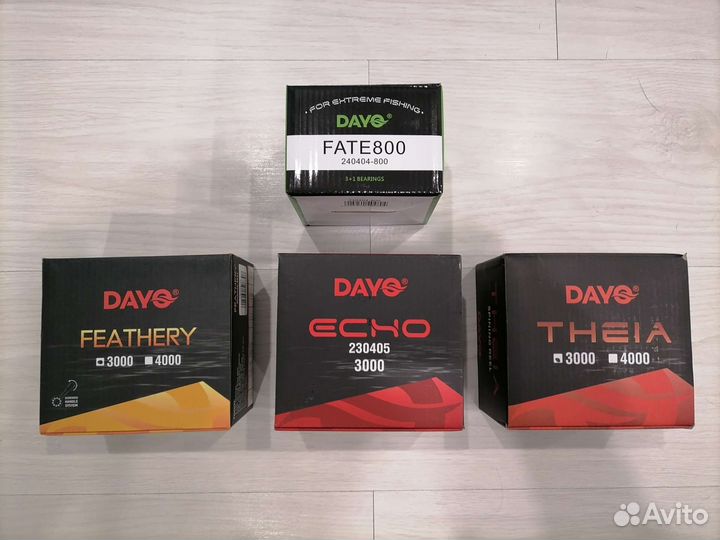 FOR EXTREME FISHING
DAYO®
FATE800
240404-800
3+1 BEARINGS
DAYO®
FEATHERY
3000 4000
DAYO®
ECHO
230405
3000
DAYO®
THEIA
3000 4000
Avito